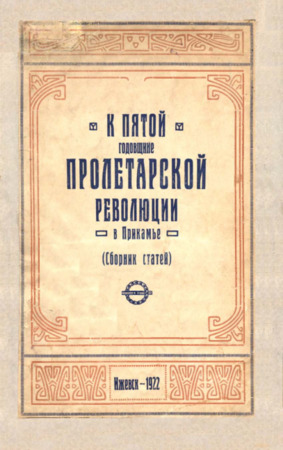 К ПЯТОЙ
годовщине
ПРОЛЕТАРСКОЙ
РЕВОЛЮЦИИ
в Прикамье
(Сборник статей)
Ижевск—1922